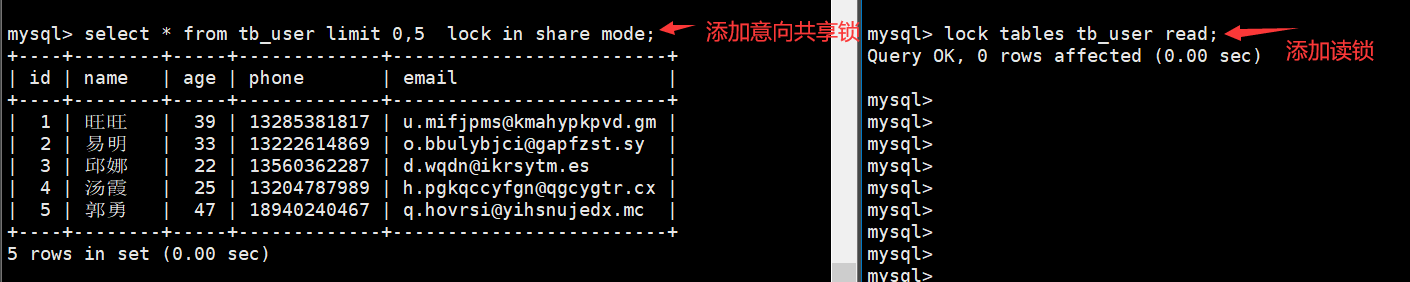 mysql> select * from tb_user limit 0,5  lock in share mode;
添加意向共享锁
+----+--------+-----+-------------+--------------------------+
| id | name   | age | phone       | email                    |
+----+--------+-----+-------------+--------------------------+
|  1 | 旺旺   |  39 | 13285381817 | u.mifjpms@kmahypkpvd.gm |
|  2 | 易明   |  33 | 13222614869 | o.bbulybjci@gapfzst.sy   |
|  3 | 邱娜   |  22 | 13560362287 | d.wqdn@ikrsytm.es        |
|  4 | 汤霞   |  25 | 13204787989 | h.pgkqccyfgn@qgcygtr.cx |
|  5 | 郭勇   |  47 | 18940240467 | q.hovrsi@yihsnujedx.mc   |
+----+--------+-----+-------------+--------------------------+
5 rows in set (0.00 sec)
mysql> lock tables tb_user read;
Query OK, 0 rows affected (0.00 sec)
添加读锁
mysql>
mysql>
mysql>
mysql>
mysql>
mysql>
mysql>
mysql>
mysql>